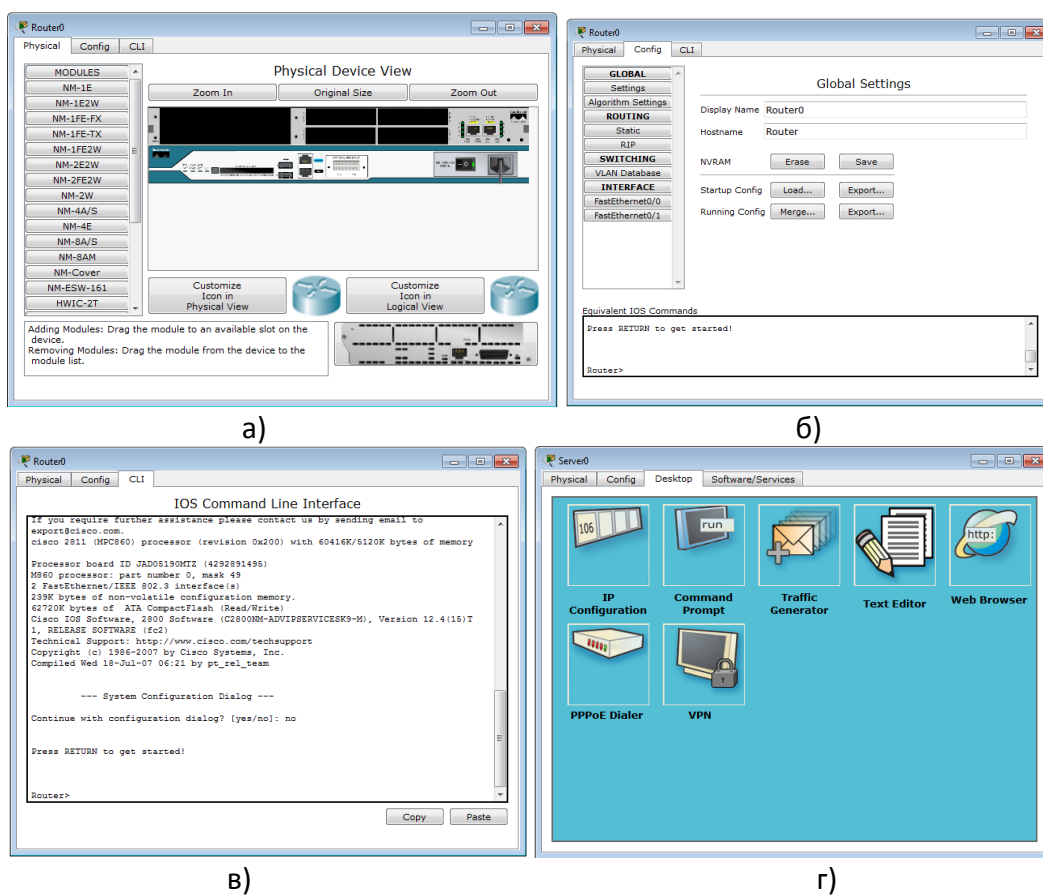 Router0
Physical Config CLI
MODULES
NM-1E
NM-1E2W
NM-1FE-FX
NM-1FE-TX
NM-1FE2W
NM-2E2W
NM-2FE2W
NM-2W
NM-4A/S
NM-4E
NM-8A/S
NM-8AM
NM-Cover
NM-ESW-161
HWIC-2T
Physical Device View
Zoom In Original Size Zoom Out
Customize
Icon in
Physical View
Customize
Icon in
Logical View
Adding Modules: Drag the module to an available slot on the
device.
Removing Modules: Drag the module from the device to the
module list.
а)
Router0
Physical Config CLI
GLOBAL
Settings
Algorithm Settings
ROUTING
Static
RIP
SWITCHING
VLAN Database
INTERFACE
FastEthernet0/0
FastEthernet0/1
Global Settings
Display Name Router0
Hostname Router
NVRAM Erase Save
Startup Config Load... Export...
Running Config Merge... Export...
Equivalent IOS Commands
Press RETURN to get started!
Router>
б)
Router0
Physical Config CLI
IOS Command Line Interface
If you require further assistance please contact us by sending email to
export@cisco.com.
cisco 2811 (MPC860) processor (revision 0x200) with 60416K/5120K bytes of memory
Processor board ID JAD05190MTZ (4292891495)
M860 processor: part number 0, mask 49
2 FastEthernet/IEEE 802.3 interface(s)
239K bytes of non-volatile configuration memory.
62720K bytes of ATA CompactFlash (Read/Write)
Cisco IOS Software, 2800 Software (C2800NM-ADVIPSERVICESK9-M), Version 12.4(15)T
1, RELEASE SOFTWARE (fc2)
Technical Support: http://www.cisco.com/techsupport
Copyright (c) 1986-2007 by Cisco Systems, Inc.
Compiled Wed 18-Jul-07 06:21 by pt_rel_team
--- System Configuration Dialog ---
Continue with configuration dialog? [yes/no]: no
Press RETURN to get started!
Router>
Copy Paste
в)
Server0
Physical Config Desktop Software/Services
106
IP
Configuration
run
Command
Prompt
Traffic
Generator
Text Editor
http:
Web Browser
PPPoE Dialer
VPN
г)